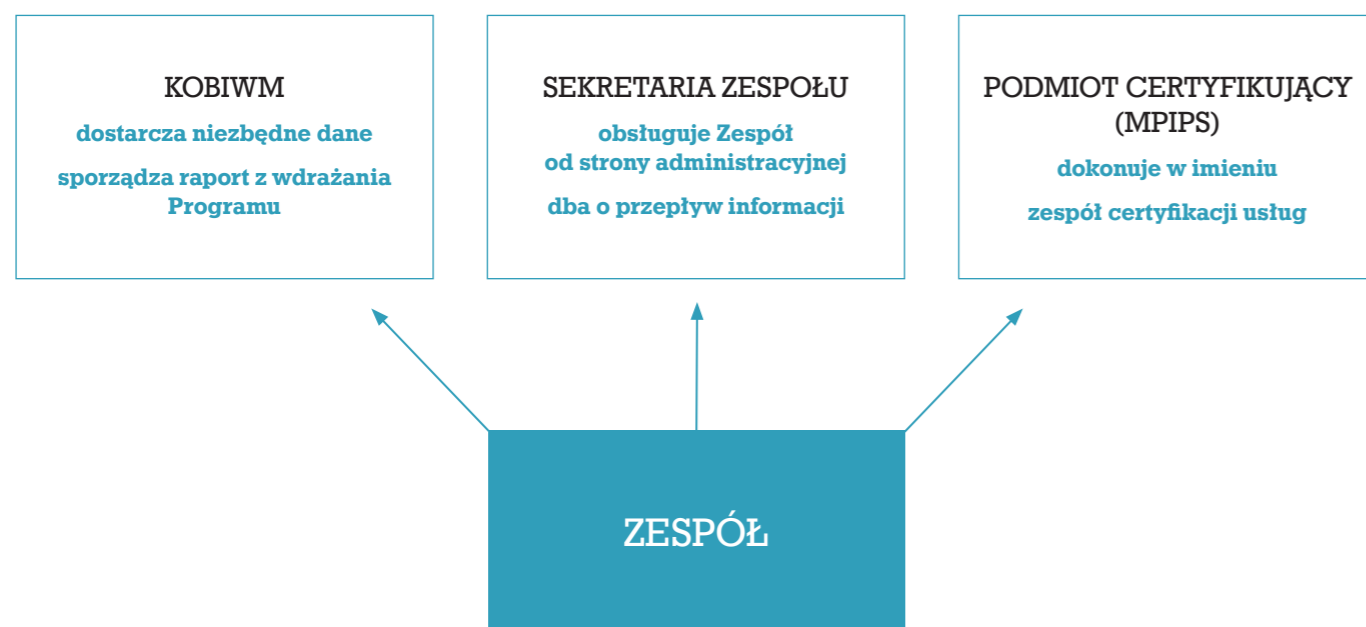 KOBIWM
dostarcza niezbędne dane
sporządza raport z wdrażania
Programu
SEKRETARIA ZESPOŁU
obsługuje Zespół
od strony administracyjnej
dba o przepływ informacji
PODMIOT CERTYFIKUJĄCY
(MPIPS)
dokonuje w imieniu
zespół certyfikacji usług
ZESPÓŁ